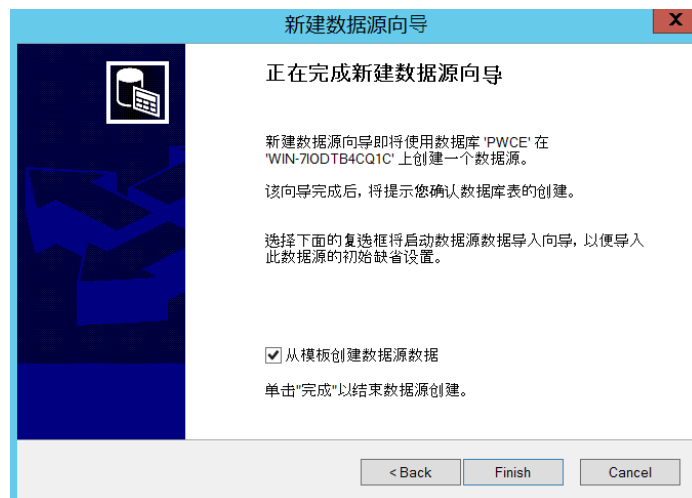 新建数据源向导
X
正在完成新建数据源向导
新建数据源向导即将使用数据库 'PWCE' 在
'WIN-7IODTB4CQ1C' 上创建一个数据源。
该向导完成后, 将提示您确认数据库表的创建。
选择下面的复选框将启动数据源数据导入向导, 以便导入
此数据源的初始缺省设置。
从模板创建数据源数据
单击"完成"以结束数据源创建。
< Back
Finish
Cancel